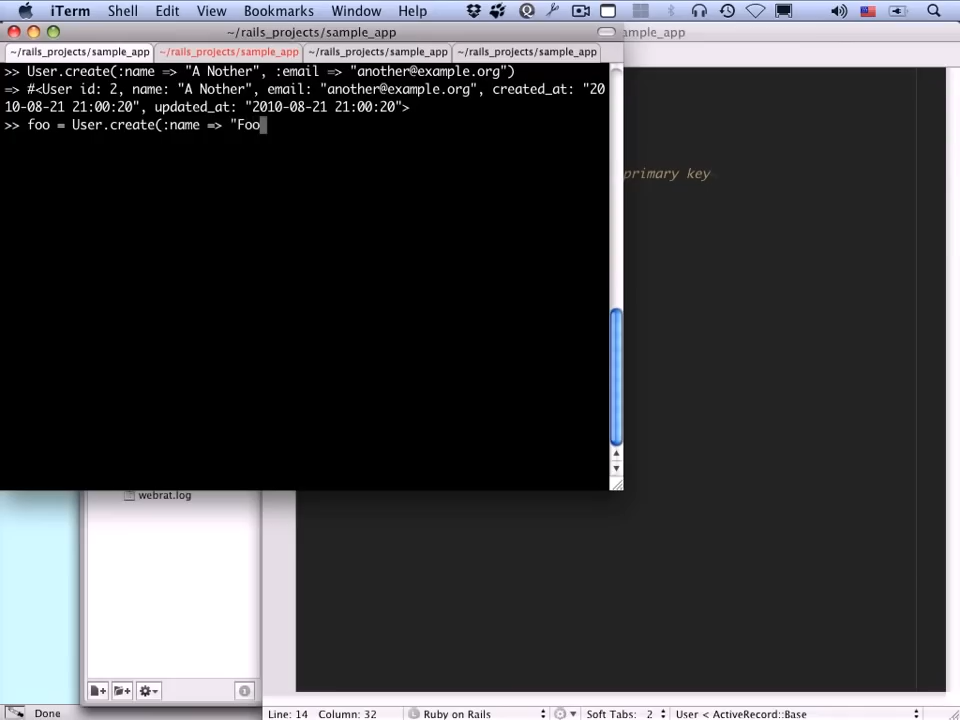 iTerm Shell Edit View Bookmarks Window Help
~/rails_projects/sample_app
ample_app
~/rails_projects/sample_app ~/rails_projects/sample_app ~/rails_projects/sample_app ~/rails_projects/sample_app
>> User.create(:name => "A Nother", :email => "another@example.org")
=> #<User id: 2, name: "A Nother", email: "another@example.org", created_at: "20
10-08-21 21:00:20", updated_at: "2010-08-21 21:00:20">
>> foo = User.create(:name => "Foo
primary key
webrat.log
Done
Line: 14 Column: 32 Ruby on Rails Soft Tabs: 2 User < ActiveRecord::Base